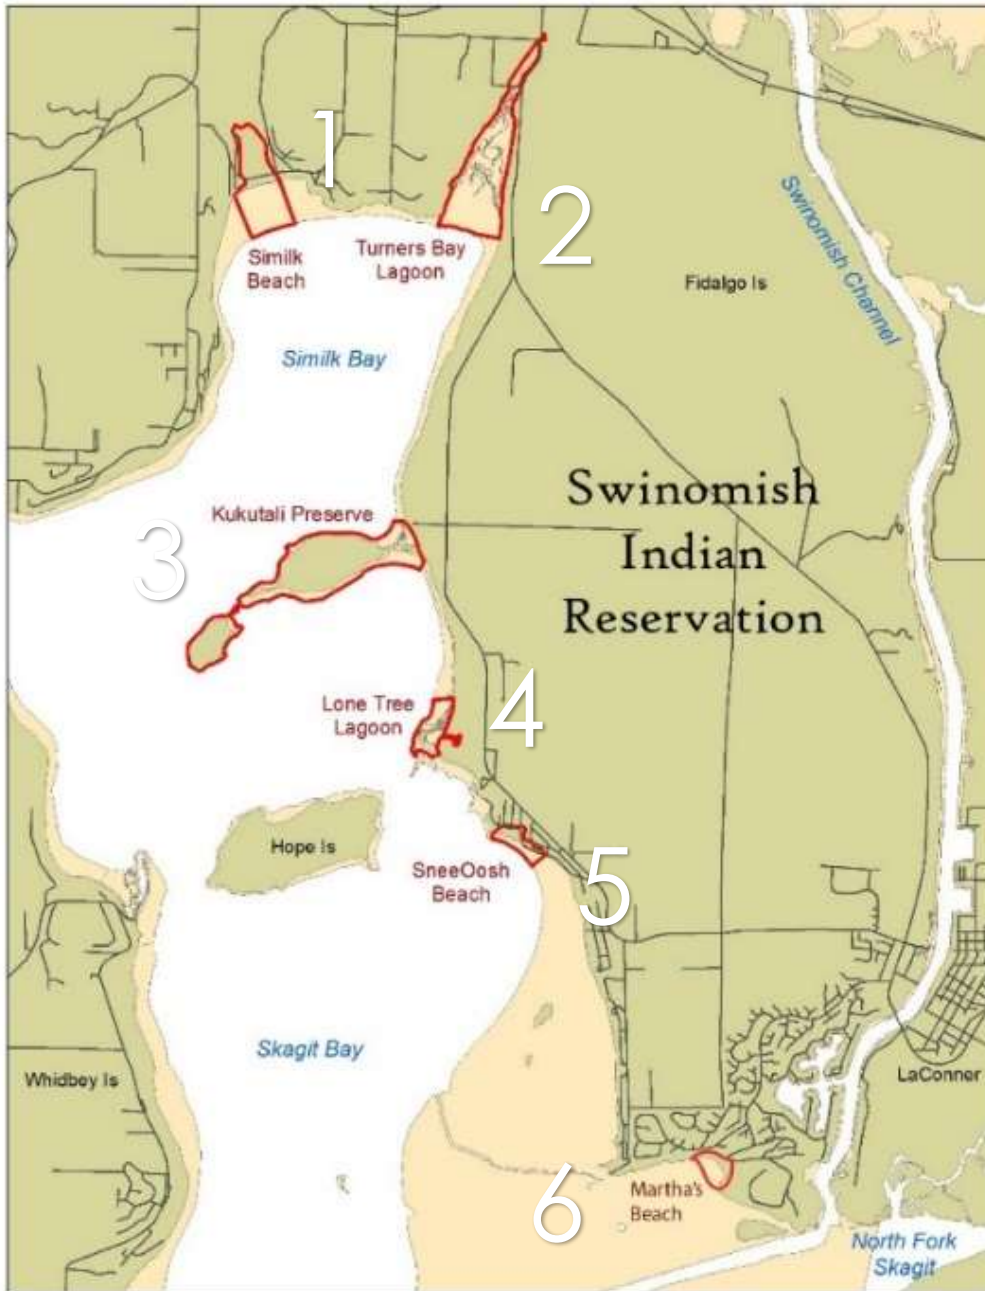 1
2
Similk
Beach
Turners Bay
Lagoon
Swinomish Channel
Fidalgo Is
Similk Bay
Swinomish
Indian
Reservation
Kukutali Preserve
3
Lone Tree
Lagoon
4
Hope Is
SneeOosh
Beach
5
Skagit Bay
Whidbey Is
LaConner
6
Martha's
Beach
North Fork
Skagit